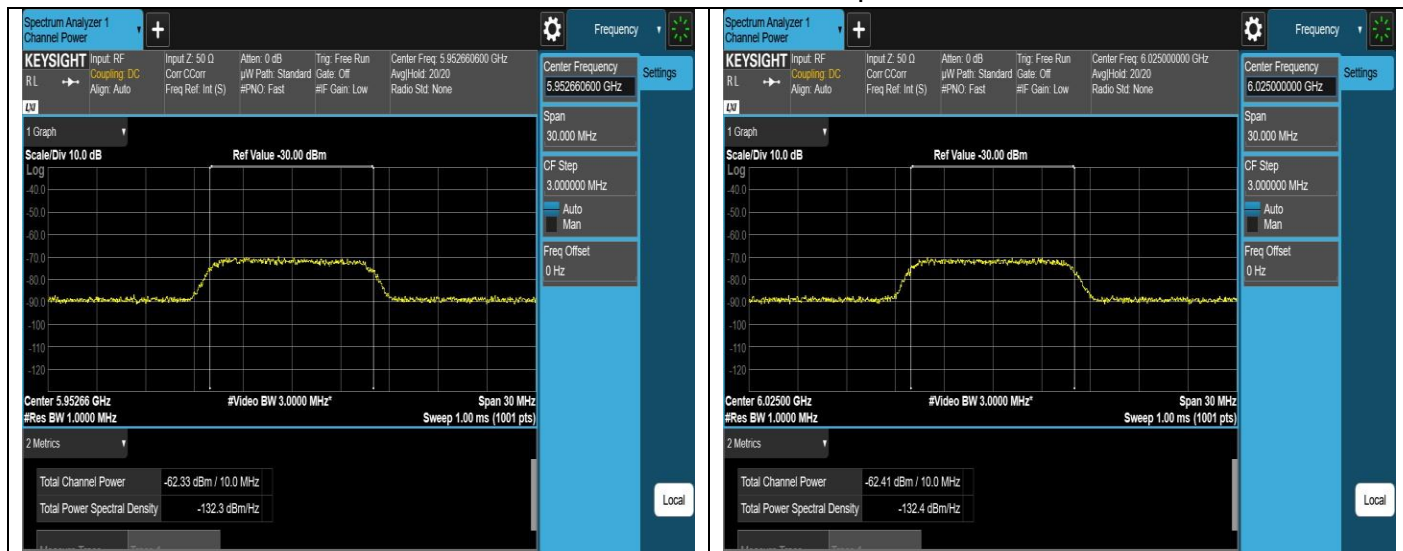 Spectrum Analyzer 1
Channel Power
+
Frequency
KEYSIGHT
Input: RF
Coupling: DC
Align: Auto
Input Z: 50 Ω
Corr CCorr
Freq Ref: Int (S)
Atten: 0 dB
µW Path: Standard
#PNO: Fast
Trig: Free Run
Gate: Off
#IF Gain: Low
Center Freq: 5.952660600 GHz
Avg|Hold: 20/20
Radio Std: None
R L
LXI
Center Frequency
5.952660600 GHz
Settings
Span
30.000 MHz
CF Step
3.000000 MHz
Auto
Man
Freq Offset
0 Hz
Local
1 Graph
Scale/Div 10.0 dB
Ref Value -30.00 dBm
Log
-40.0
-50.0
-60.0
-70.0
-80.0
-90.0
-100
-110
-120
Center 5.95266 GHz
#Video BW 3.0000 MHz*
Span 30 MHz
#Res BW 1.0000 MHz
Sweep 1.00 ms (1001 pts)
2 Metrics
Total Channel Power -62.33 dBm / 10.0 MHz
Total Power Spectral Density -132.3 dBm/Hz
Spectrum Analyzer 1
Channel Power
+
Frequency
KEYSIGHT
Input: RF
Coupling: DC
Align: Auto
Input Z: 50 Ω
Corr CCorr
Freq Ref: Int (S)
Atten: 0 dB
µW Path: Standard
#PNO: Fast
Trig: Free Run
Gate: Off
#IF Gain: Low
Center Freq: 6.025000000 GHz
Avg|Hold: 20/20
Radio Std: None
R L
LXI
Center Frequency
6.025000000 GHz
Settings
Span
30.000 MHz
CF Step
3.000000 MHz
Auto
Man
Freq Offset
0 Hz
Local
1 Graph
Scale/Div 10.0 dB
Ref Value -30.00 dBm
Log
-40.0
-50.0
-60.0
-70.0
-80.0
-90.0
-100
-110
-120
Center 6.02500 GHz
#Video BW 3.0000 MHz*
Span 30 MHz
#Res BW 1.0000 MHz
Sweep 1.00 ms (1001 pts)
2 Metrics
Total Channel Power -62.41 dBm / 10.0 MHz
Total Power Spectral Density -132.4 dBm/Hz